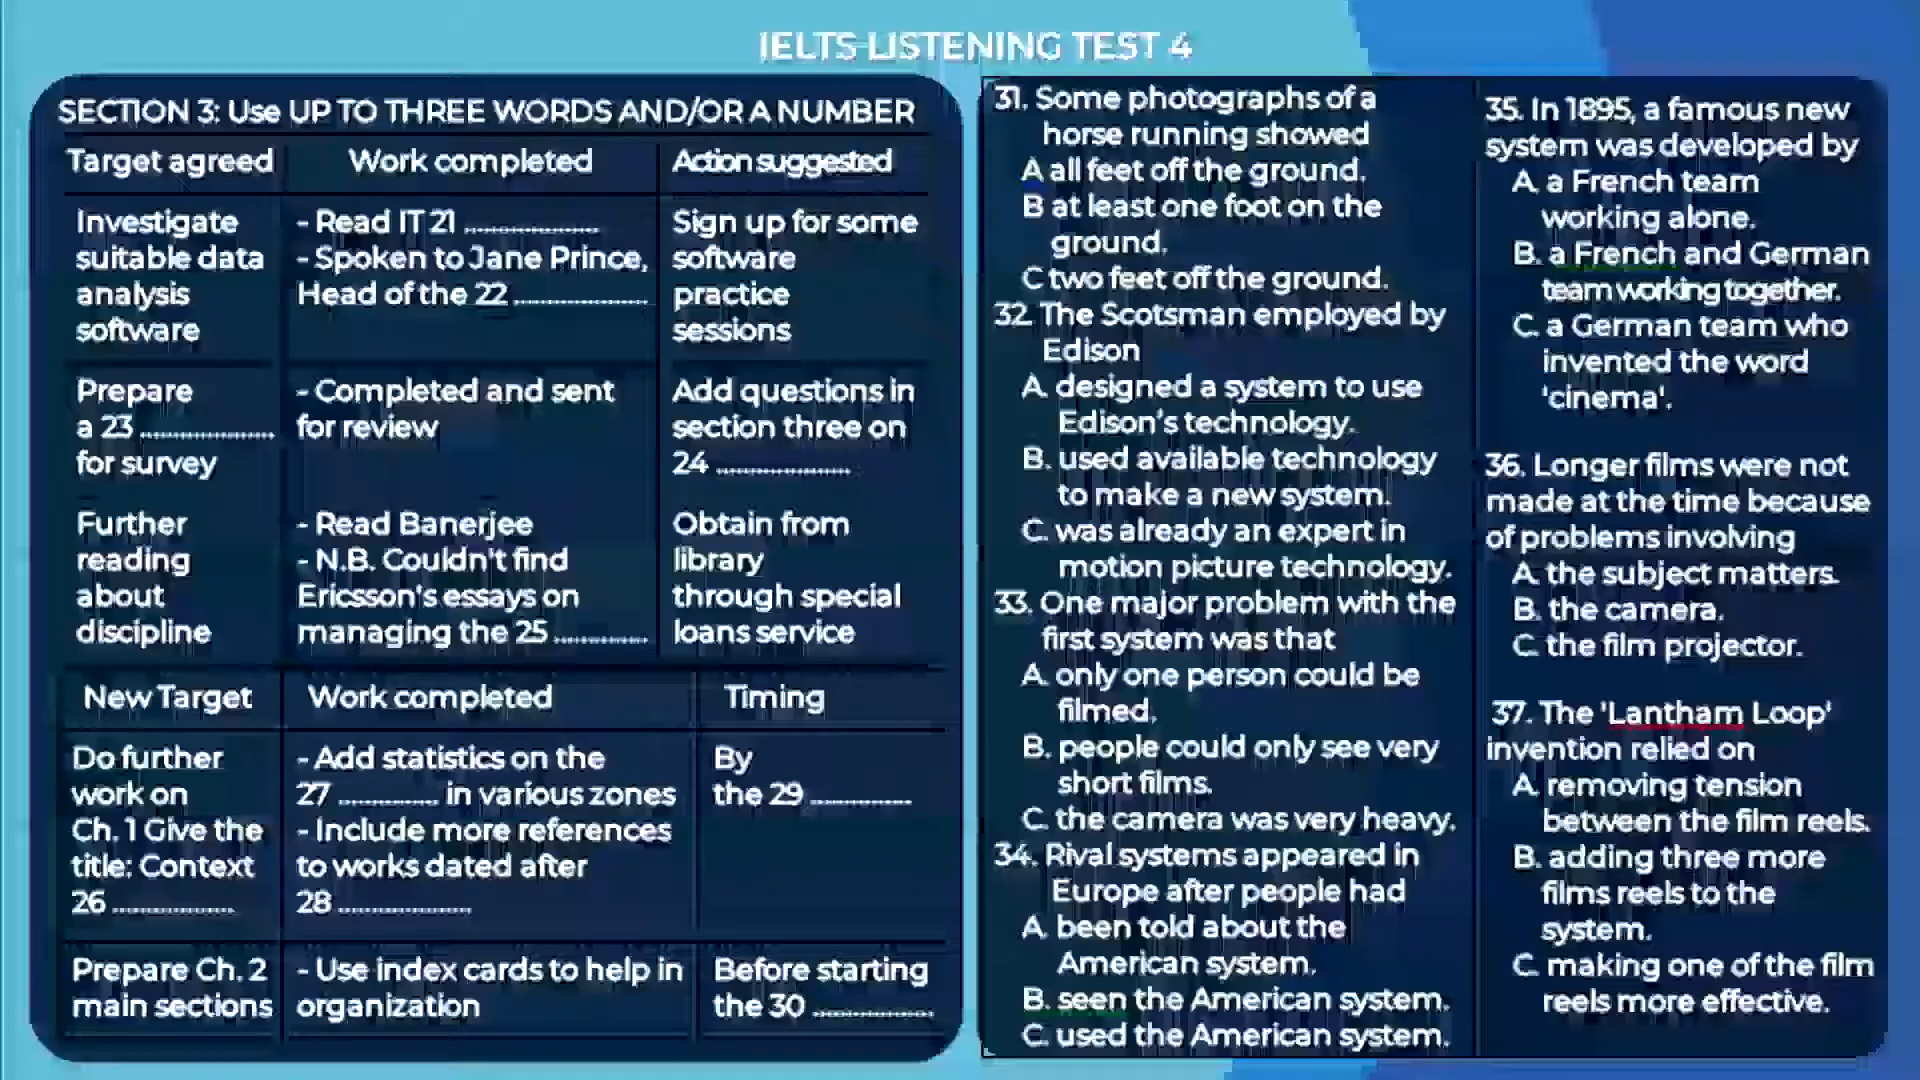 IELTS LISTENING TEST 4
SECTION 3: Use UP TO THREE WORDS AND/OR A NUMBER
Target agreed
Work completed
Action suggested
Investigate
suitable data
analysis
software
- Read IT 21 ....................
- Spoken to Jane Prince,
Head of the 22 ....................
Sign up for some
software
practice
sessions
Prepare
a 23 ....................
for survey
- Completed and sent
for review
Add questions in
section three on
24 ....................
Further
reading
about
discipline
- Read Banerjee
- N.B. Couldn't find
Ericsson's essays on
managing the 25 ..............
Obtain from
library
through special
loans service
New Target
Work completed
Timing
Do further
work on
Ch. 1 Give the
title: Context
26 ..................
- Add statistics on the
27 ............... in various zones
- Include more references
to works dated after
28 ....................
By
the 29 ...............
Prepare Ch. 2
main sections
- Use index cards to help in
organization
Before starting
the 30 ..................
31. Some photographs of a
horse running showed
A all feet off the ground.
B at least one foot on the
ground.
C two feet off the ground.
32. The Scotsman employed by
Edison
A. designed a system to use
Edison's technology.
B. used available technology
to make a new system.
C. was already an expert in
motion picture technology.
33. One major problem with the
first system was that
A. only one person could be
filmed.
B. people could only see very
short films.
C. the camera was very heavy.
34. Rival systems appeared in
Europe after people had
A. been told about the
American system.
B. seen the American system.
C. used the American system.
35. In 1895, a famous new
system was developed by
A. a French team
working alone.
B. a French and German
team working together.
C. a German team who
invented the word
'cinema'.
36. Longer films were not
made at the time because
of problems involving
A. the subject matters.
B. the camera.
C. the film projector.
37. The 'Lantham Loop'
invention relied on
A. removing tension
between the film reels.
B. adding three more
films reels to the
system.
C. making one of the film
reels more effective.